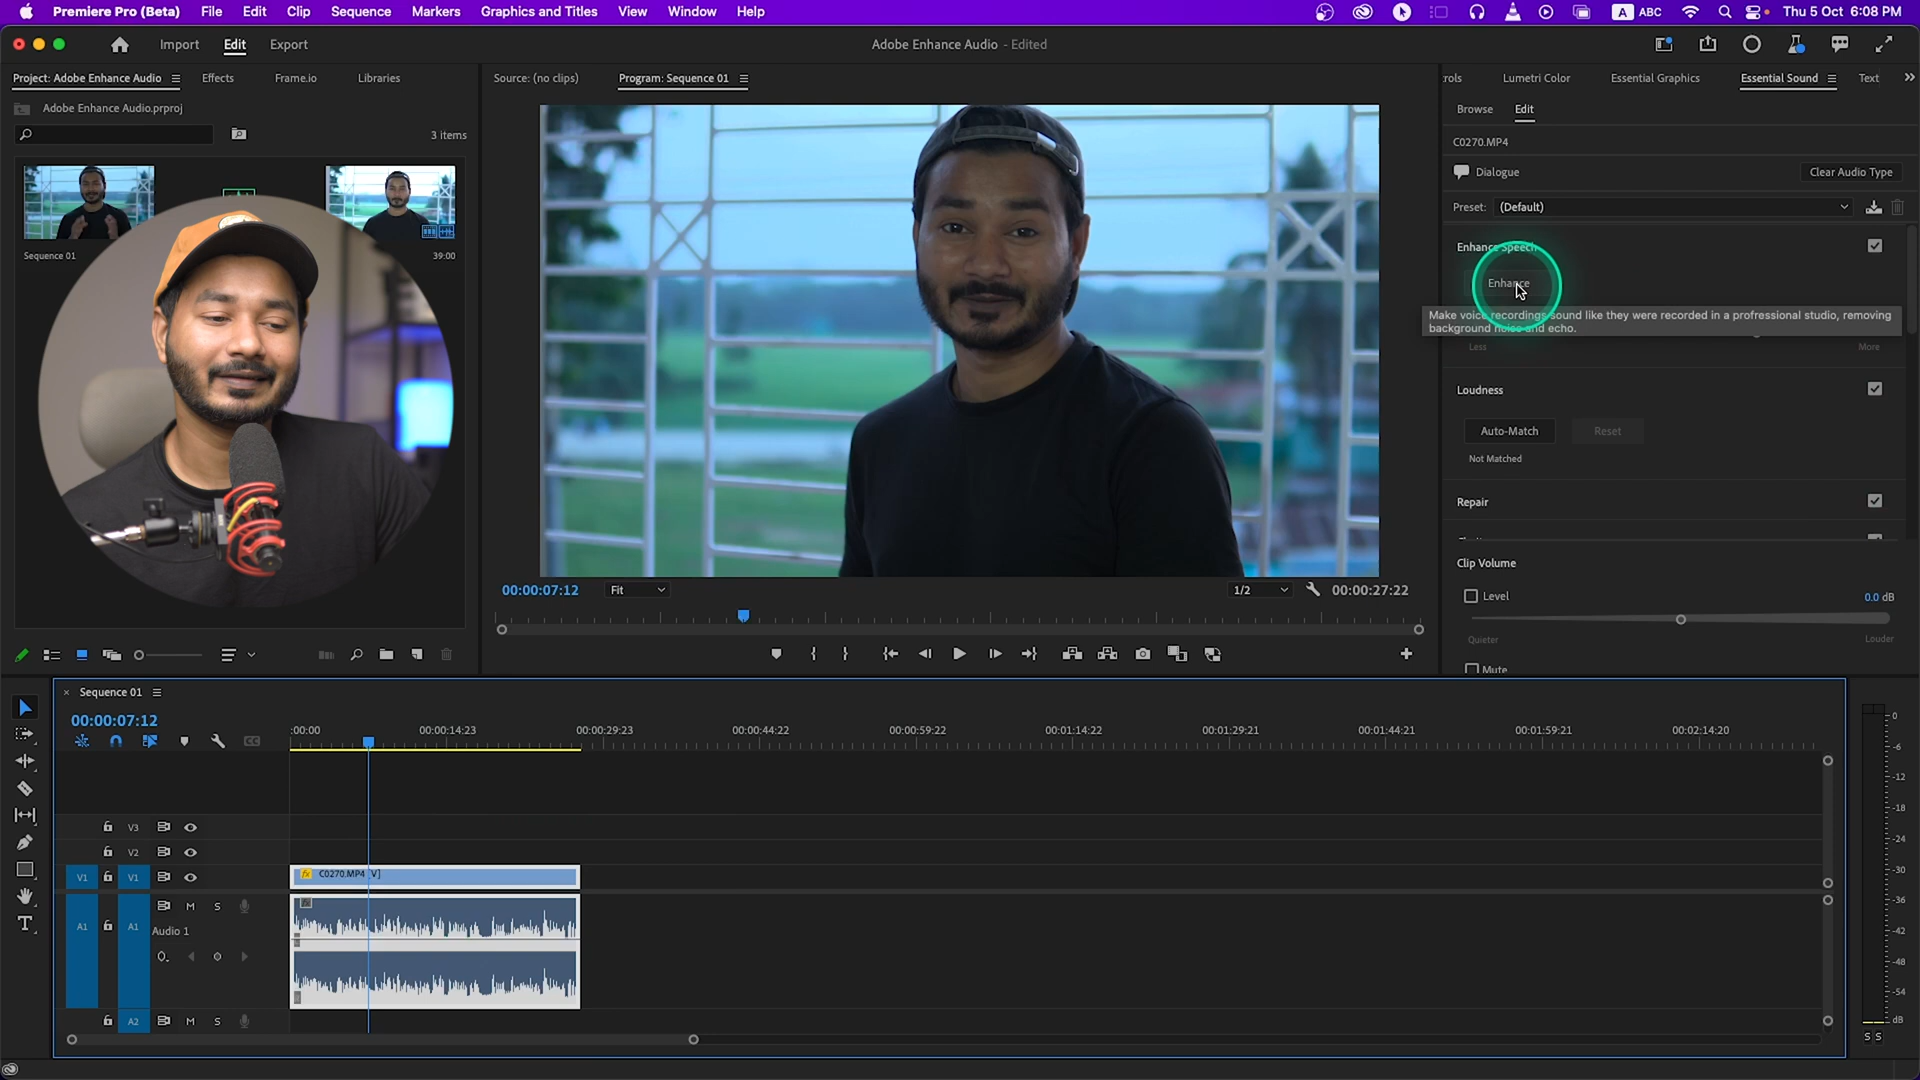 Premiere Pro (Beta) File Edit Clip Sequence Markers Graphics and Titles View Window Help A ABC Thu 5 Oct 6:08 PM
Import Edit Export Adobe Enhance Audio - Edited
Project: Adobe Enhance Audio Effects Frame.io Libraries
Adobe Enhance Audio.prproj
3 items
Sequence 01 39:00
Source: (no clips) Program: Sequence 01
00:00:07:12 Fit 1/2 00:00:27:22
rols Lumetri Color Essential Graphics Essential Sound Text
Browse Edit
C0270.MP4
Dialogue Clear Audio Type
Preset: (Default)
Enhance Speech
Enhance
Make voice recordings sound like they were recorded in a profressional studio, removing
background noise and echo.
Less More
Loudness
Auto-Match Reset
Not Matched
Repair
Clip Volume
Level 0.0 dB
Quieter Louder
Mute
Sequence 01
00:00:07:12
:00:00 00:00:14:23 00:00:29:23 00:00:44:22 00:00:59:22 00:01:14:22 00:01:29:21 00:01:44:21 00:01:59:21 00:02:14:20
V3
V2
V1 V1 fx C0270.MP4 [V]
M S
A1 A1 Audio 1
A2 M S
0
-6
-12
-18
-24
-30
-36
-42
-48
-54
dB
S S